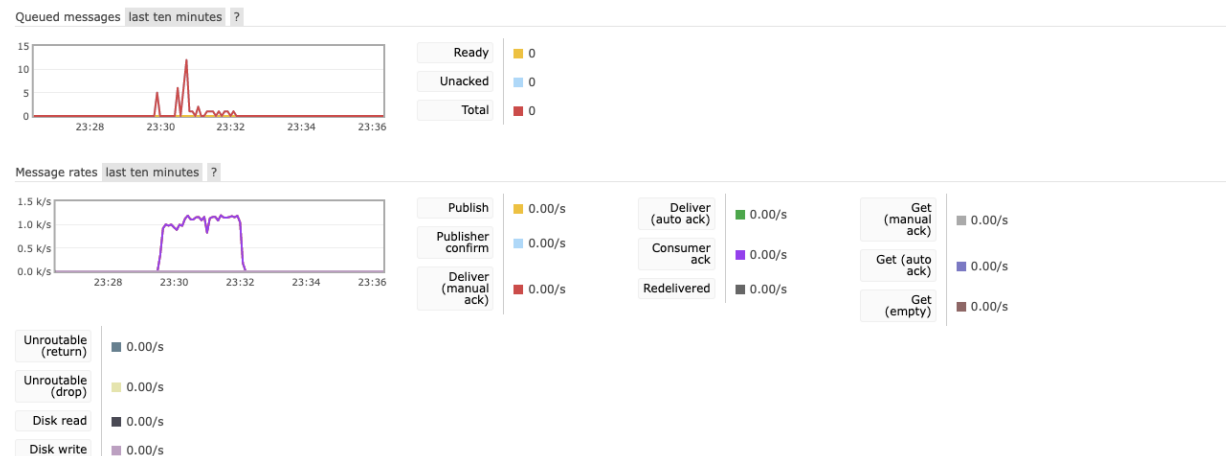 Queued messages last ten minutes ?
15
10
5
0
23:28 23:30 23:32 23:34 23:36
Ready 0
Unacked 0
Total 0
Message rates last ten minutes ?
1.5 k/s
1.0 k/s
0.5 k/s
0.0 k/s
23:28 23:30 23:32 23:34 23:36
Publish 0.00/s
Publisher
confirm 0.00/s
Deliver
(manual
ack) 0.00/s
Deliver
(auto ack) 0.00/s
Consumer
ack 0.00/s
Redelivered 0.00/s
Get
(manual
ack) 0.00/s
Get (auto
ack) 0.00/s
Get
(empty) 0.00/s
Unroutable
(return) 0.00/s
Unroutable
(drop) 0.00/s
Disk read 0.00/s
Disk write 0.00/s